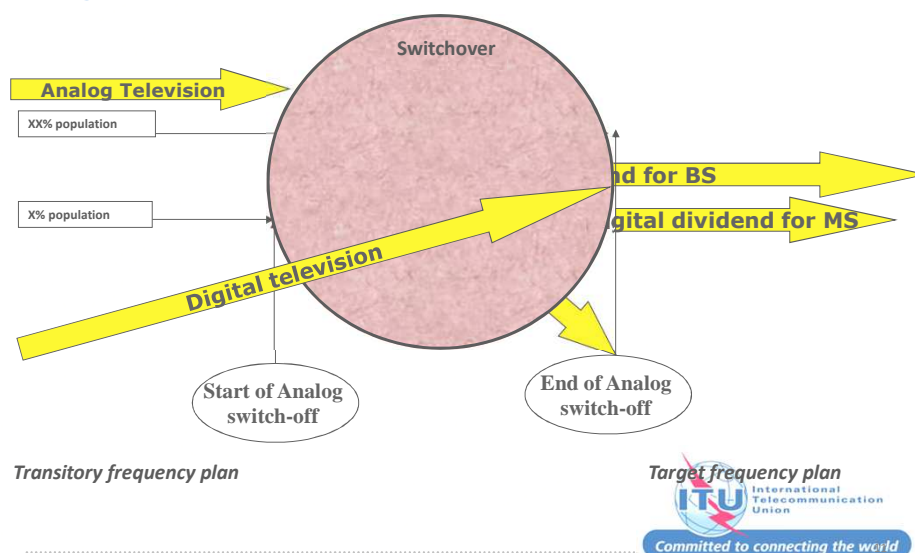 Switchover
Analog Television
XX% population
nd for BS
X% population
gital dividend for MS
Digital television
Start of Analog
switch-off
End of Analog
switch-off
Transitory frequency plan
Target frequency plan
ITU
International
Telecommunication
Union
Committed to connecting the world